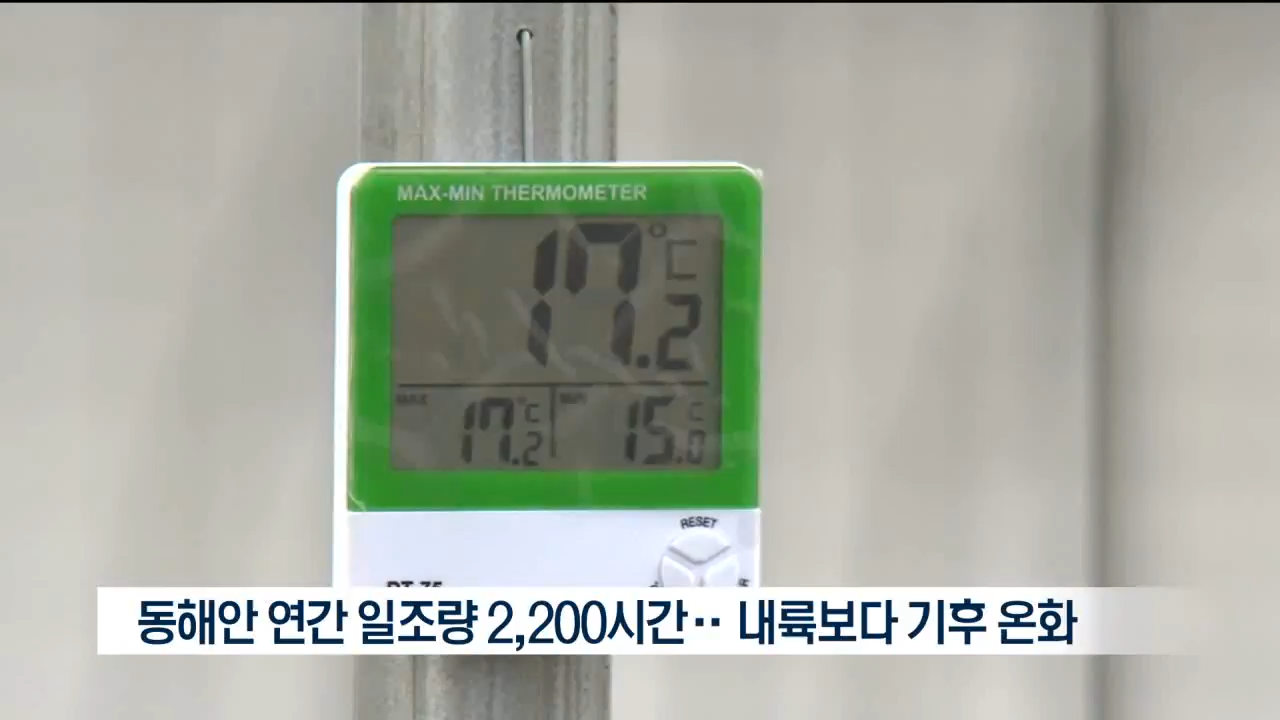 MAX-MIN THERMOMETER
17.2 °C
MAX 17.2 °C MIN 15.0 °C
RESET
동해안 연간 일조량 2,200시간‥ 내륙보다 기후 온화